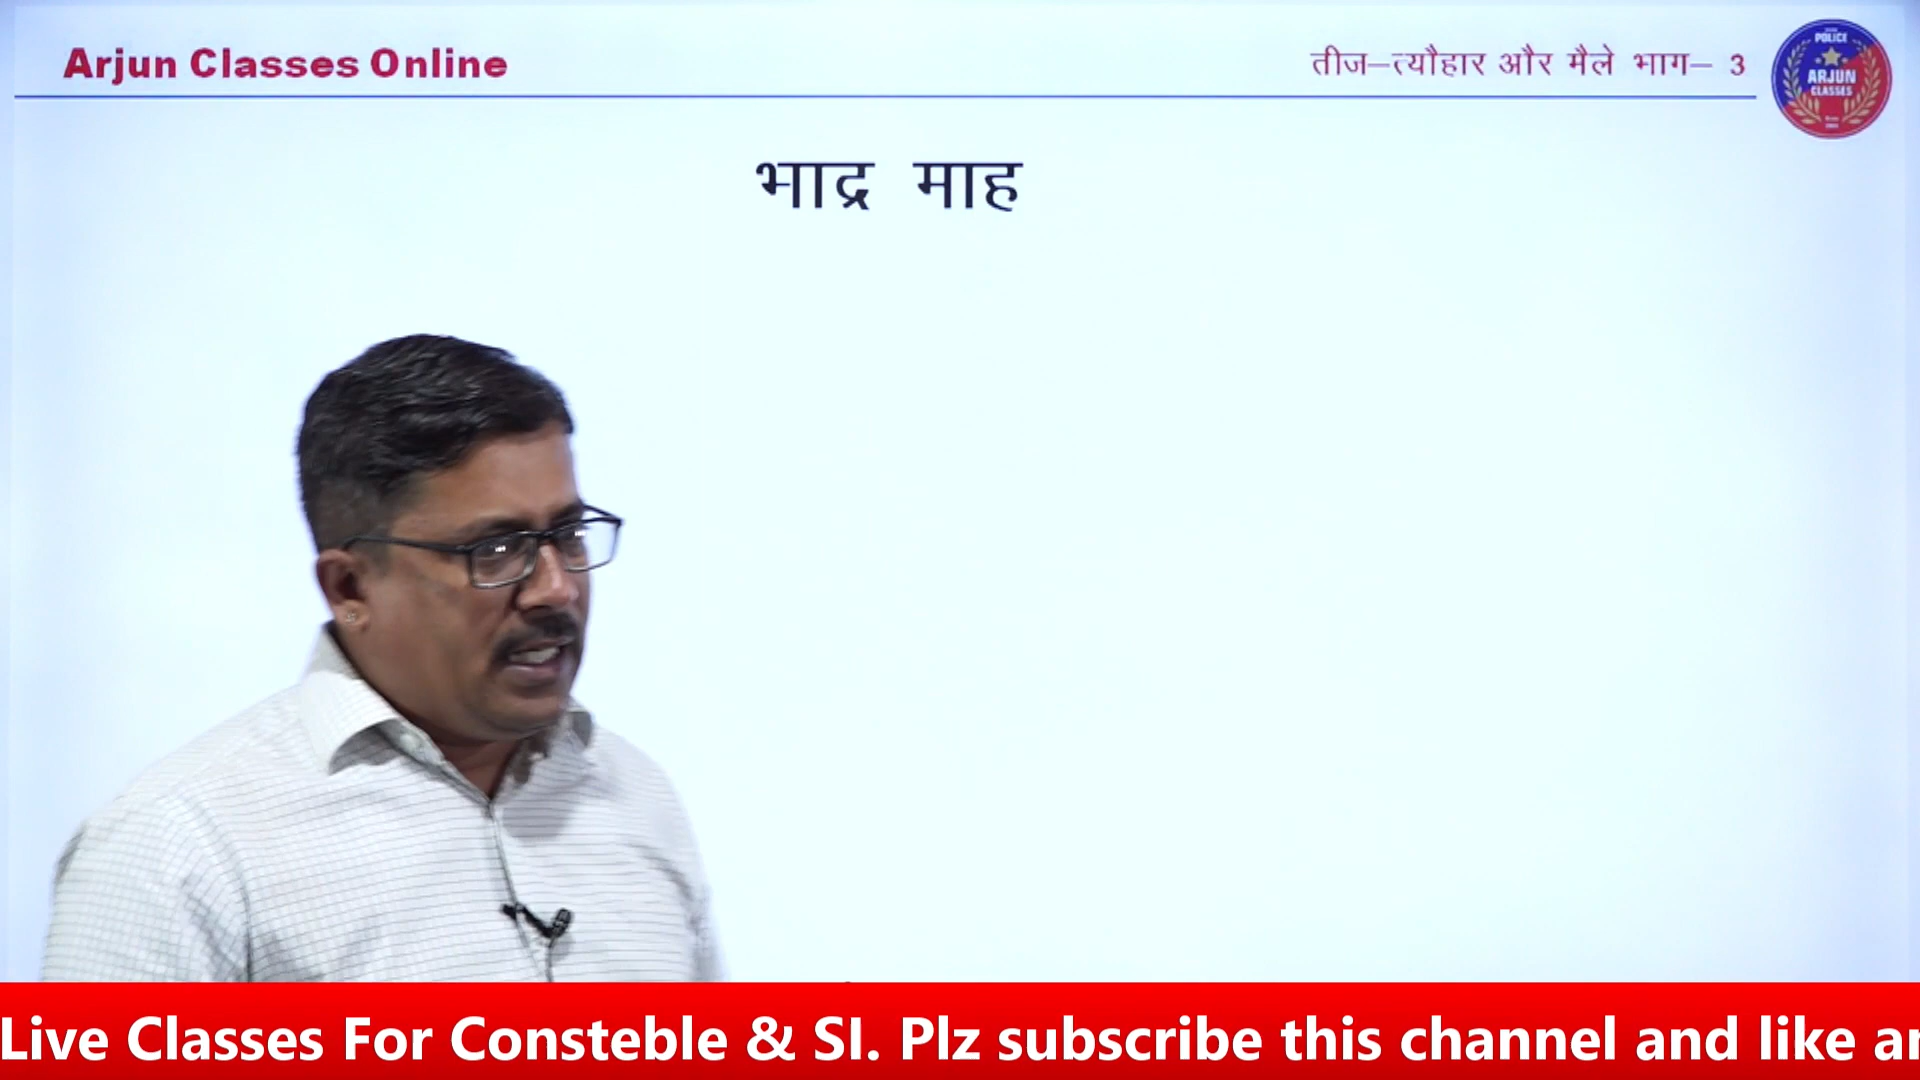 Arjun Classes Online
तीज–त्यौहार और मैले भाग– 3
POLICE
ARJUN
CLASSES
भाद्र माह
Live Classes For Consteble & SI. Plz subscribe this channel and like